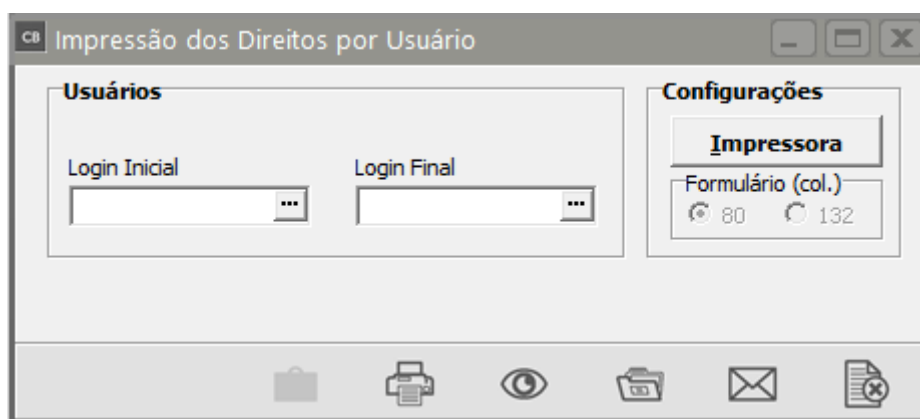 CB Impressão dos Direitos por Usuário
Usuários
Login Inicial
...
Login Final
...
Configurações
Impressora
Formulário (col.)
80 132